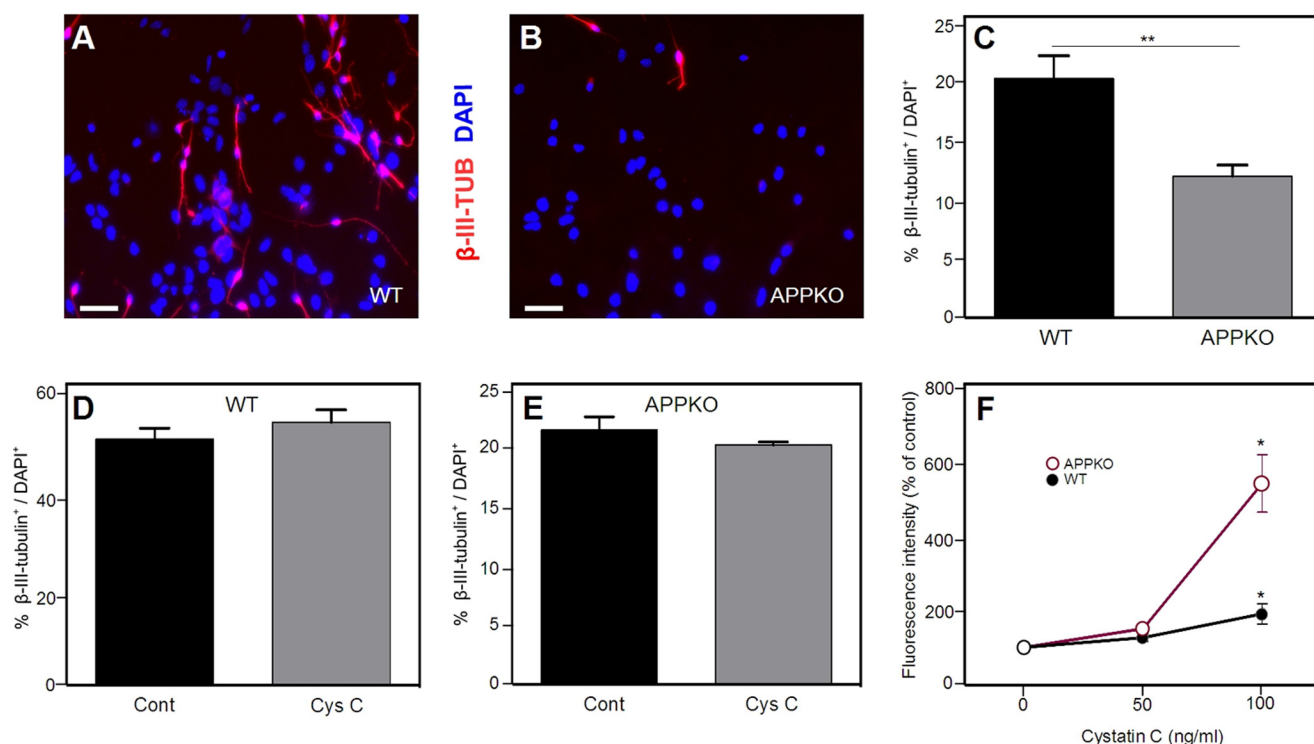 A
WT
β-III-TUB DAPI
B
APPKO
C
% β-III-tubulin⁺ / DAPI⁺
25
20
15
10
5
0
**
WT
APPKO
D
WT
% β-III-tubulin⁺ / DAPI⁺
60
40
20
0
Cont
Cys C
E
APPKO
% β-III-tubulin⁺ / DAPI⁺
25
20
15
10
5
0
Cont
Cys C
F
Fluorescence intensity (% of control)
800
600
400
200
0
APPKO
WT
*
*
0
50
100
Cystatin C (ng/ml)